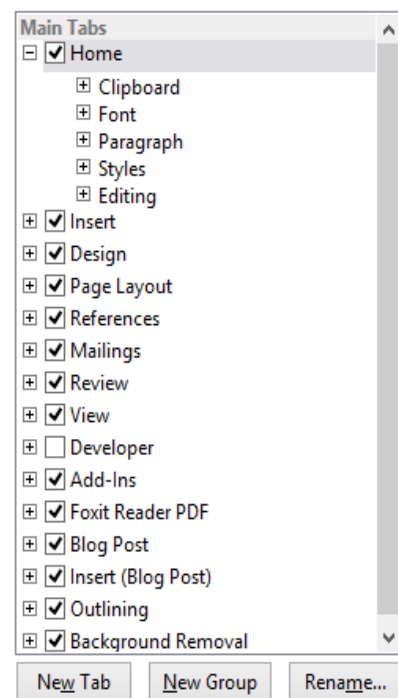 Main Tabs
Home
Clipboard
Font
Paragraph
Styles
Editing
Insert
Design
Page Layout
References
Mailings
Review
View
Developer
Add-Ins
Foxit Reader PDF
Blog Post
Insert (Blog Post)
Outlining
Background Removal
New Tab New Group Rename...